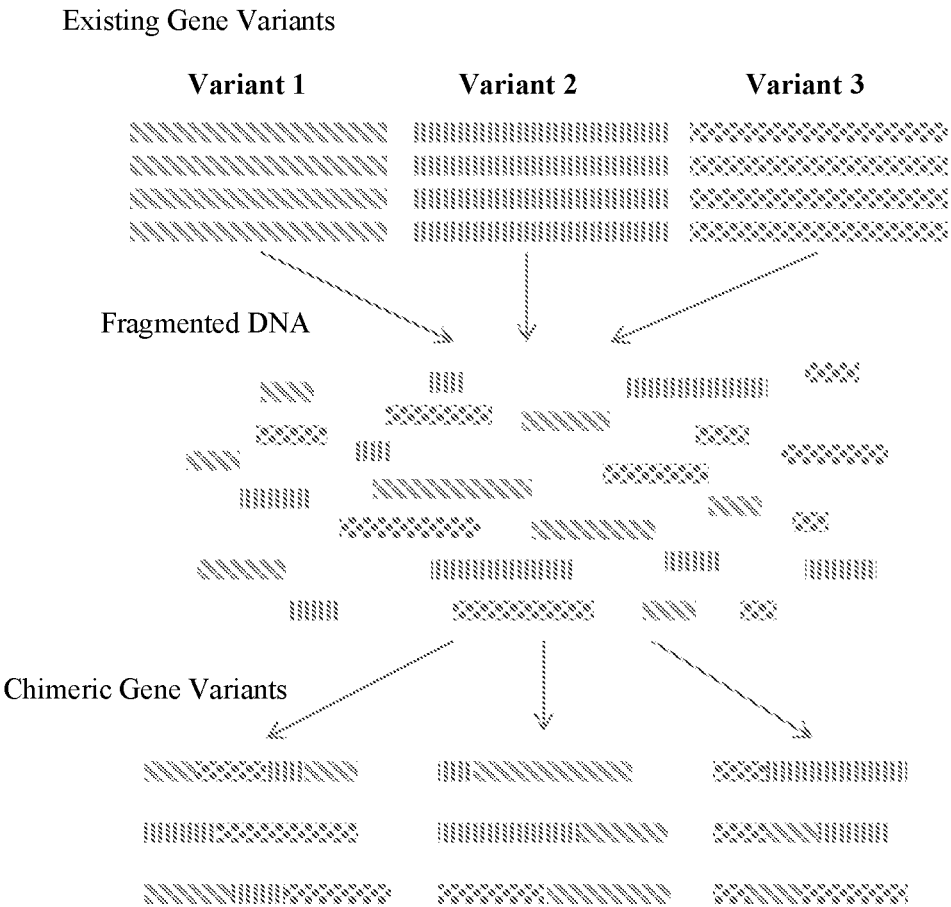 Existing Gene Variants
Variant 1 Variant 2 Variant 3
Fragmented DNA
Chimeric Gene Variants